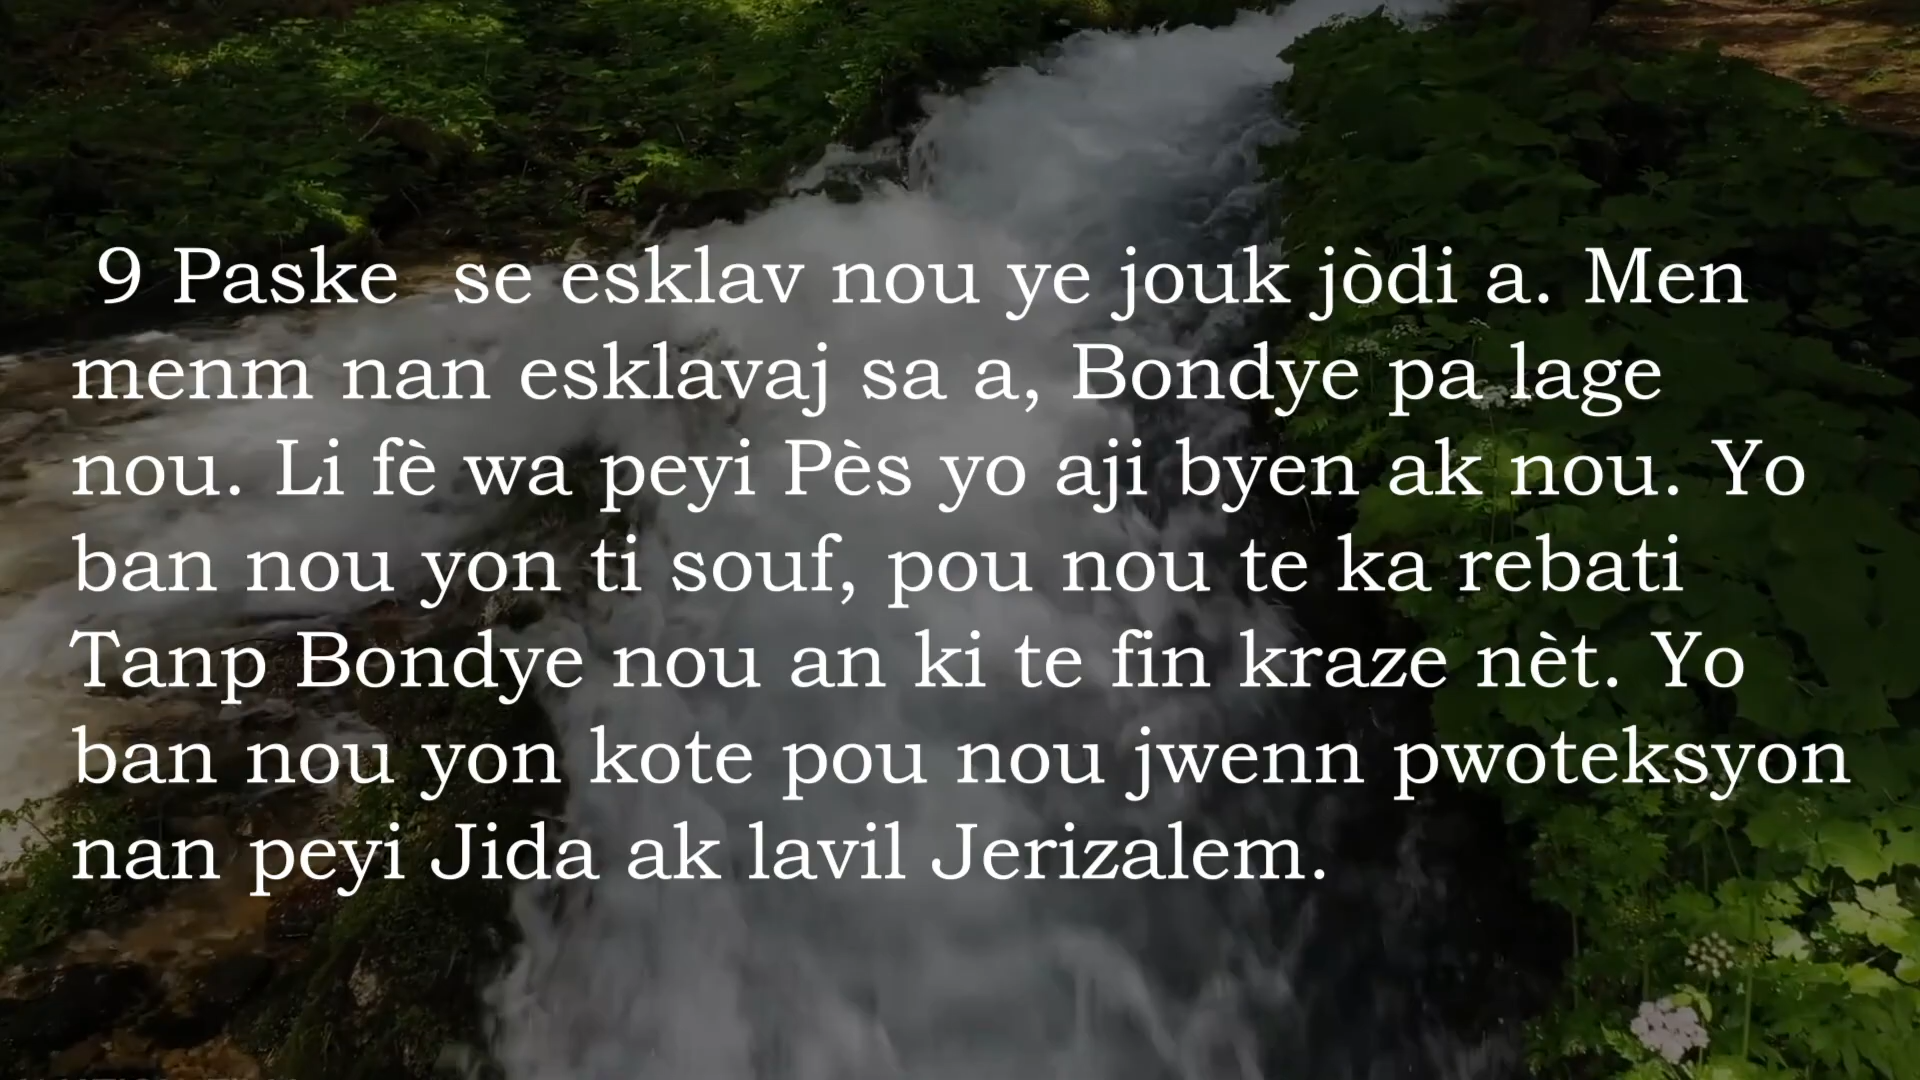 9 Paske  se esklav nou ye jouk jòdi a. Men
menm nan esklavaj sa a, Bondye pa lage
nou. Li fè wa peyi Pès yo aji byen ak nou. Yo
ban nou yon ti souf, pou nou te ka rebati
Tanp Bondye nou an ki te fin kraze nèt. Yo
ban nou yon kote pou nou jwenn pwoteksyon
nan peyi Jida ak lavil Jerizalem.